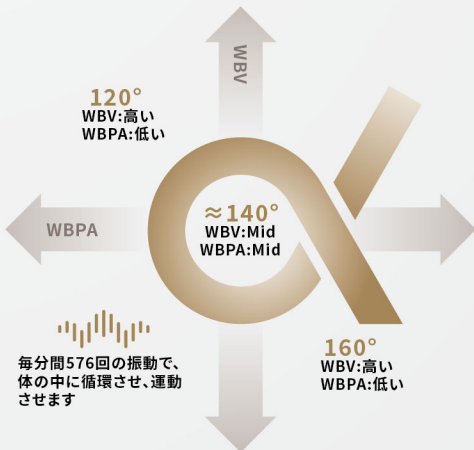 WBV
120°
WBV:高い
WBPA:低い
≈140°
WBV:Mid
WBPA:Mid
WBPA
毎分間576回の振動で、
体の中に循環させ、運動
させます
160°
WBV:高い
WBPA:低い